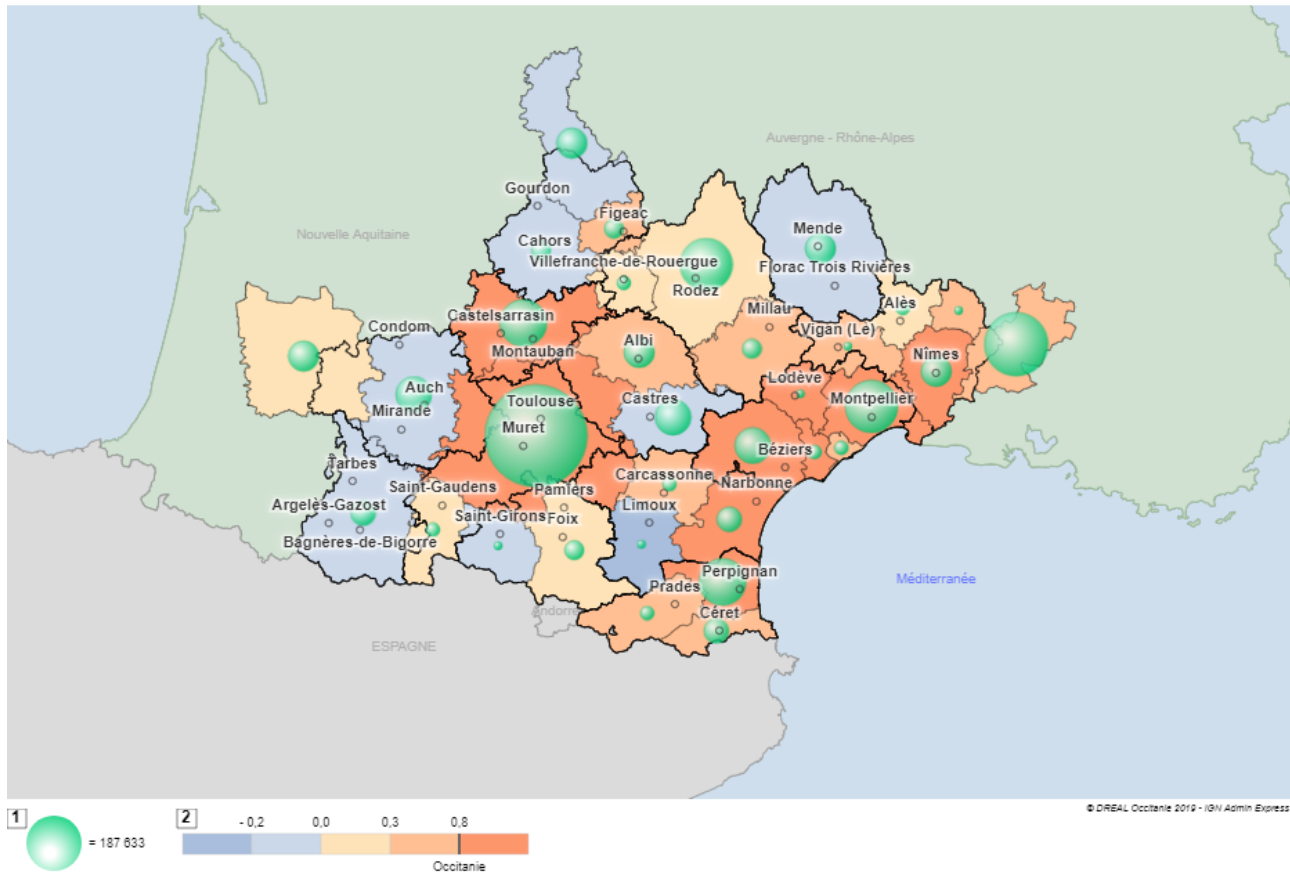 Auvergne - Rhône-Alpes
Gourdon
Figeac
Nouvelle Aquitaine
Cahors
Mende
Villefranche-de-Rouergue
Florac Trois Rivières
Rodez
Castelsarrasin
Millau
Alès
Condom
Vigan (Le)
Montauban
Albi
Nîmes
Lodève
Auch
Toulouse
Castres
Montpellier
Mirande
Muret
Béziers
Tarbes
Carcassonne
Saint-Gaudens
Pamiers
Narbonne
Argelès-Gazost
Limoux
Saint-Girons
Foix
Bagnères-de-Bigorre
Perpignan
Méditerranée
Prades
Andorre
Céret
ESPAGNE
© DREAL Occitanie 2019 - IGN Admin Express
1
= 187 633
2
- 0,2 0,0 0,3 0,8
Occitanie